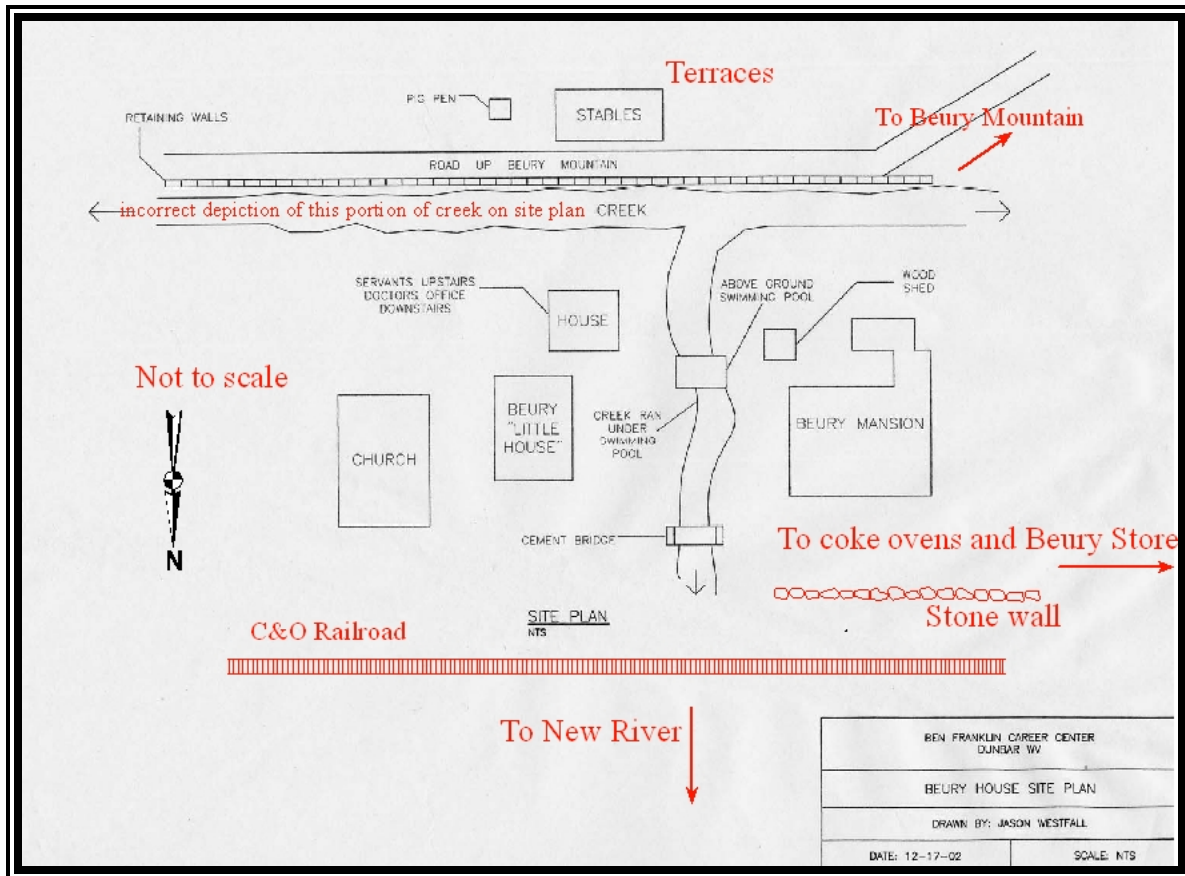 Terraces
PIG PEN
STABLES
RETAINING WALLS
To Beury Mountain
ROAD UP BEURY MOUNTAIN
incorrect depiction of this portion of creek on site plan
CREEK
SERVANTS UPSTAIRS
DOCTORS OFFICE
DOWNSTAIRS
HOUSE
ABOVE GROUND
SWIMMING POOL
WOOD
SHED
Not to scale
N
CHURCH
BEURY
"LITTLE
HOUSE"
CREEK RAN
UNDER
SWIMMING
POOL
BEURY MANSION
CEMENT BRIDGE
To coke ovens and Beury Store
Stone wall
SITE PLAN
NTS
C&O Railroad
To New River
BEN FRANKLIN CAREER CENTER
DUNBAR WV
BEURY HOUSE SITE PLAN
DRAWN BY: JASON WESTFALL
DATE: 12-17-02
SCALE: NTS